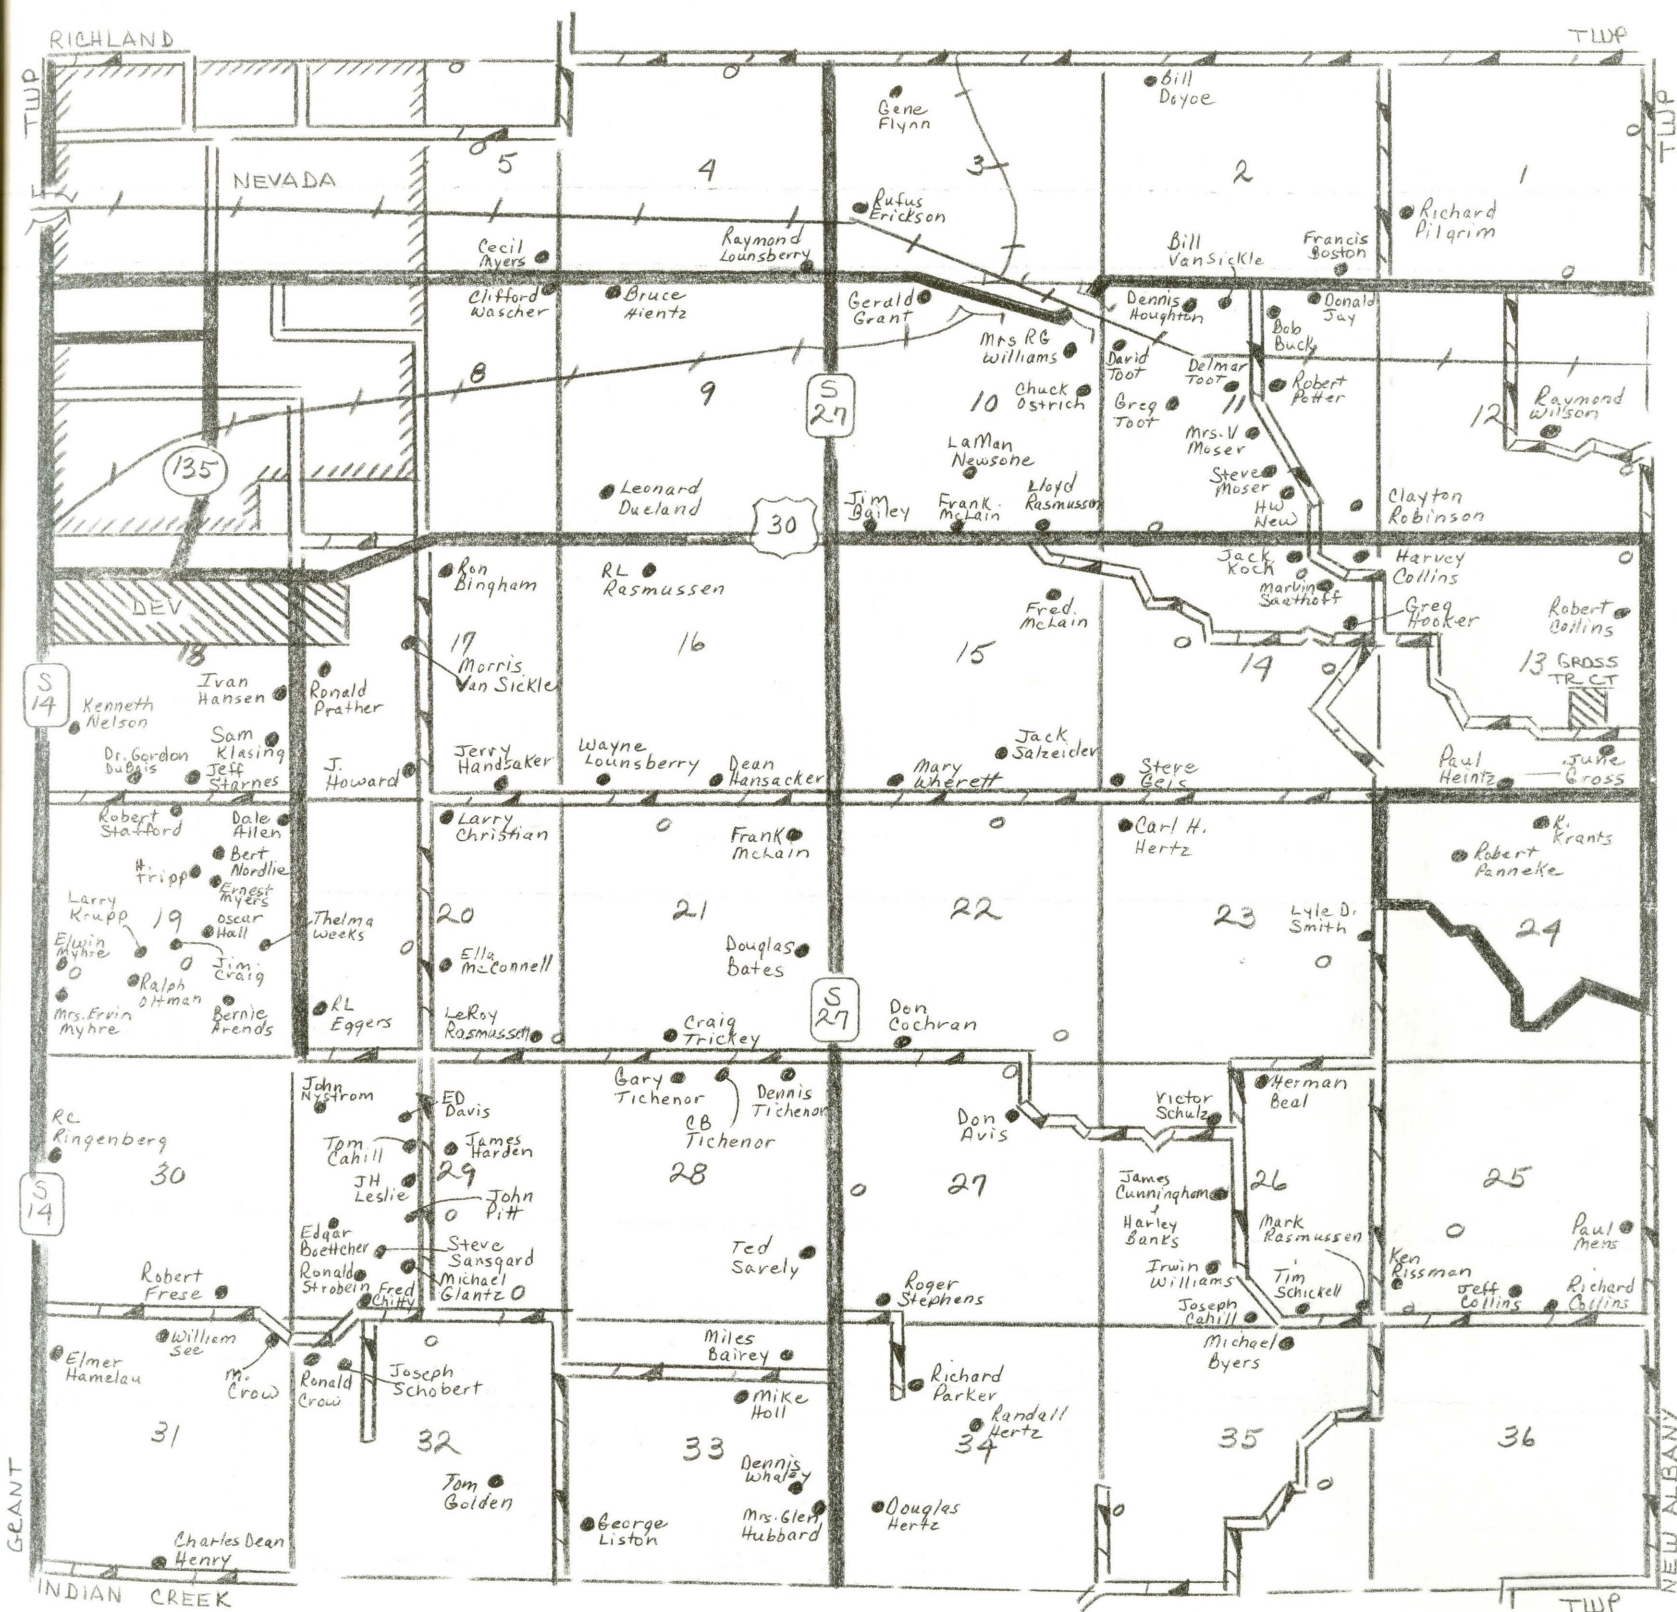 RICHLAND
TWP
TWP
TWP
NEVADA
5
4
3
2
1
Bill
Doyoe
Gene
Flynn
Rufus
Erickson
Richard
Pilgrim
Cecil
Myers
Raymond
Lounsberry
Bill
VanSickle
Francis
Boston
Clifford
Wascher
Bruce
Hientz
Gerald
Grant
Dennis
Houghton
Donald
Jay
Bob
Buck
Mrs RG
Williams
David
Toot
Delmar
Toot
Robert
Potter
8
9
S
27
10
Chuck
Ostrich
Greg
Toot
11
12
Raymond
Wilson
Mrs. V
Moser
LaMan
Newsone
Steve
Moser
135
Leonard
Dueland
30
Jim
Bailey
Frank
McLain
Lloyd
Rasmusson
HW
New
Clayton
Robinson
Ron
Bingham
RL
Rasmussen
Jack
Koch
Harvey
Collins
DEV
Fred
McLain
Marvin
Saathoff
Greg
Hooker
Robert
Collins
18
17
16
15
14
13
GROSS
TR CT
Morris
Van Sickle
S
14
Kenneth
Nelson
Ivan
Hansen
Ronald
Prather
Sam
Klasing
Dr. Gordon
DuBois
Jeff
Starnes
J.
Howard
Jerry
Handsaker
Wayne
Lounsberry
Dean
Hansacker
Jack
Salzeider
Mary
Wherett
Steve
Geis
Paul
Heintz
June
Gross
Robert
Stafford
Dale
Allen
Larry
Christian
Frank
McLain
Carl H.
Hertz
K.
Krants
Robert
Panneke
Bert
Nordlie
H.
Tripp
Ernest
Myers
Larry
Krupp
19
Oscar
Hall
Thelma
Weeks
20
21
22
23
Lyle D.
Smith
24
Elwin
Myhre
Jim
Craig
Ella
McConnell
Douglas
Bates
Ralph
Oltman
Mrs. Ervin
Myhre
Bernie
Arends
RL
Eggers
LeRoy
Rasmussen
Craig
Trickey
S
27
Don
Cochran
John
Nystrom
ED
Davis
Gary
Tichenor
CB
Tichenor
Dennis
Tichenor
Don
Avis
Victor
Schulz
Herman
Beal
RC
Ringenberg
Tom
Cahill
James
Harden
30
29
28
27
26
25
S
14
JH
Leslie
John
Pitt
James
Cunningham
&
Harley
Banks
Mark
Rasmussen
Paul
Mens
Edgar
Boettcher
Steve
Sansgard
Ted
Sarely
Ronald
Strobein
Michael
Glantz
Irwin
Williams
Tim
Schickell
Ken
Rissman
Robert
Frese
Fred
Chitty
Roger
Stephens
Joseph
Cahill
Jeff
Collins
Richard
Collins
William
See
Miles
Bairey
Michael
Byers
Elmer
Hamelau
M.
Crow
Ronald
Crow
Joseph
Schobert
Richard
Parker
Mike
Holl
Randall
Hertz
31
32
33
34
35
36
Tom
Golden
Dennis
Whaley
George
Liston
Mrs. Glen
Hubbard
Douglas
Hertz
GRANT
Charles Dean
Henry
INDIAN CREEK
NEW ALBANY
TWP